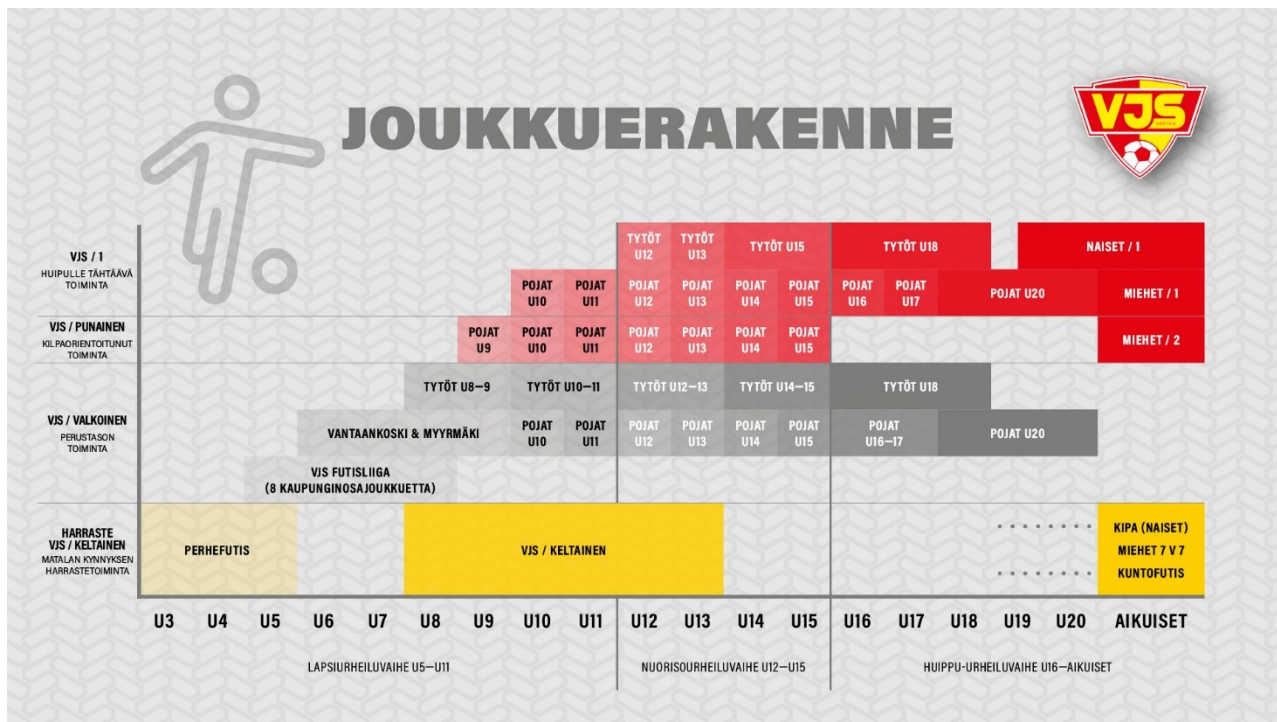 JOUKKUERAKENNE
VJS
VJS / 1
HUIPULLE TÄHTÄÄVÄ
TOIMINTA
TYTÖT
U12
TYTÖT
U13
TYTÖT U15
TYTÖT U18
NAISET / 1
POJAT
U10
POJAT
U11
POJAT
U12
POJAT
U13
POJAT
U14
POJAT
U15
POJAT
U16
POJAT
U17
POJAT U20
MIEHET / 1
VJS / PUNAINEN
KILPAORIENTOITUNUT
TOIMINTA
POJAT
U9
POJAT
U10
POJAT
U11
POJAT
U12
POJAT
U13
POJAT
U14
POJAT
U15
MIEHET / 2
VJS / VALKOINEN
PERUSTASON
TOIMINTA
TYTÖT U8–9
TYTÖT U10–11
TYTÖT U12–13
TYTÖT U14–15
TYTÖT U18
VANTAANKOSKI & MYYRMÄKI
POJAT
U10
POJAT
U11
POJAT
U12
POJAT
U13
POJAT
U14
POJAT
U15
POJAT
U16–17
POJAT U20
VJS FUTISLIIGA
(8 KAUPUNGINOSAJOUKKUETTA)
HARRASTE
VJS / KELTAINEN
MATALAN KYNNYKSEN
HARRASTETOIMINTA
PERHEFUTIS
VJS / KELTAINEN
KIPA (NAISET)
MIEHET 7 V 7
KUNTOFUTIS
U3 U4 U5 U6 U7 U8 U9 U10 U11 U12 U13 U14 U15 U16 U17 U18 U19 U20 AIKUISET
LAPSIURHEILUVAIHE U5–U11
NUORISOURHEILUVAIHE U12–U15
HUIPPU-URHEILUVAIHE U16–AIKUISET